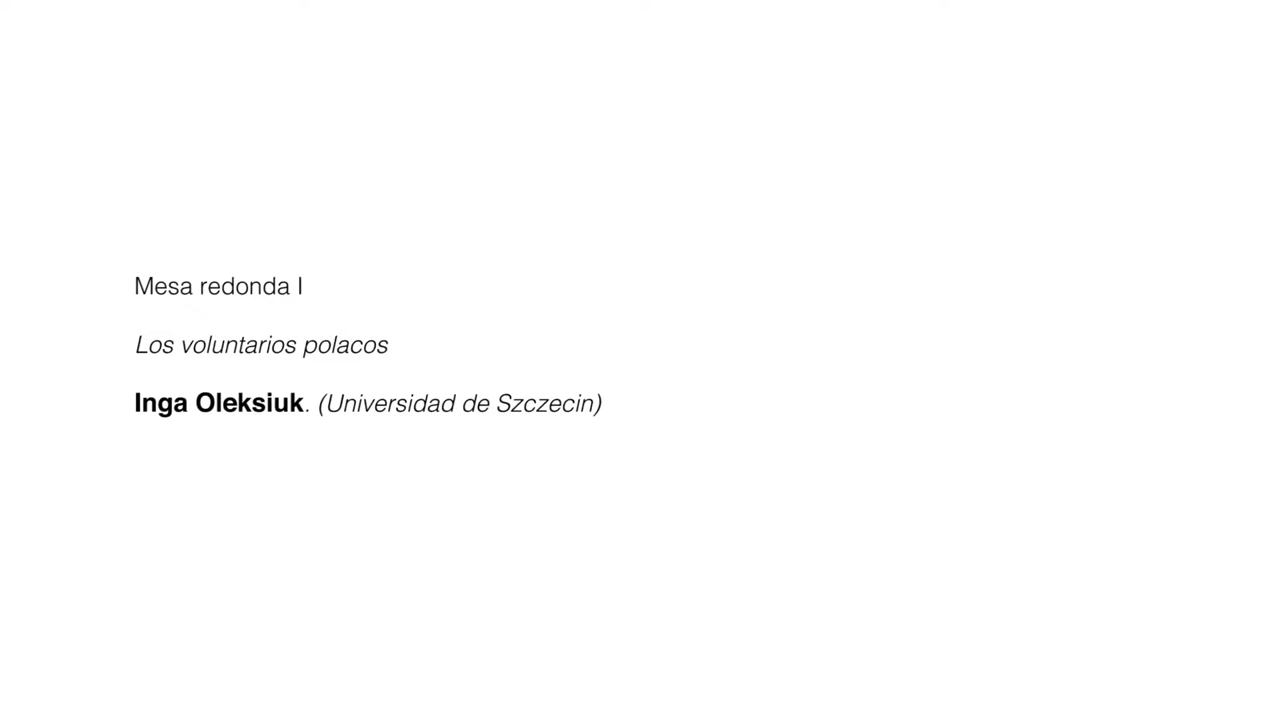 Mesa redonda I
Los voluntarios polacos
Inga Oleksiuk. (Universidad de Szczecin)